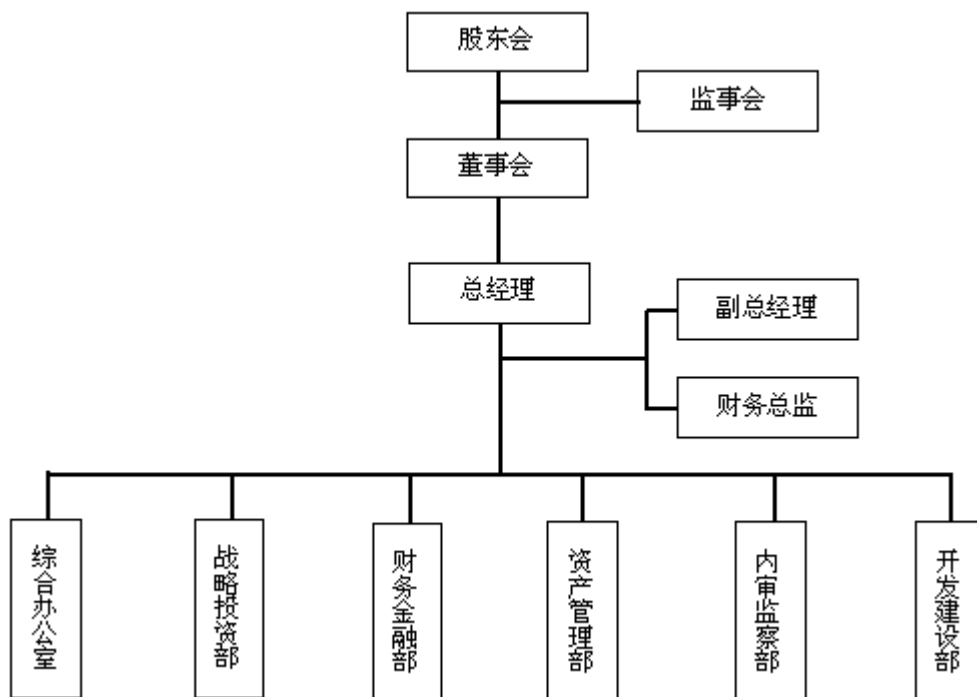 股东会
监事会
董事会
总经理
副总经理
财务总监
综合办公室
战略投资部
财务金融部
资产管理部
内审监察部
开发建设部